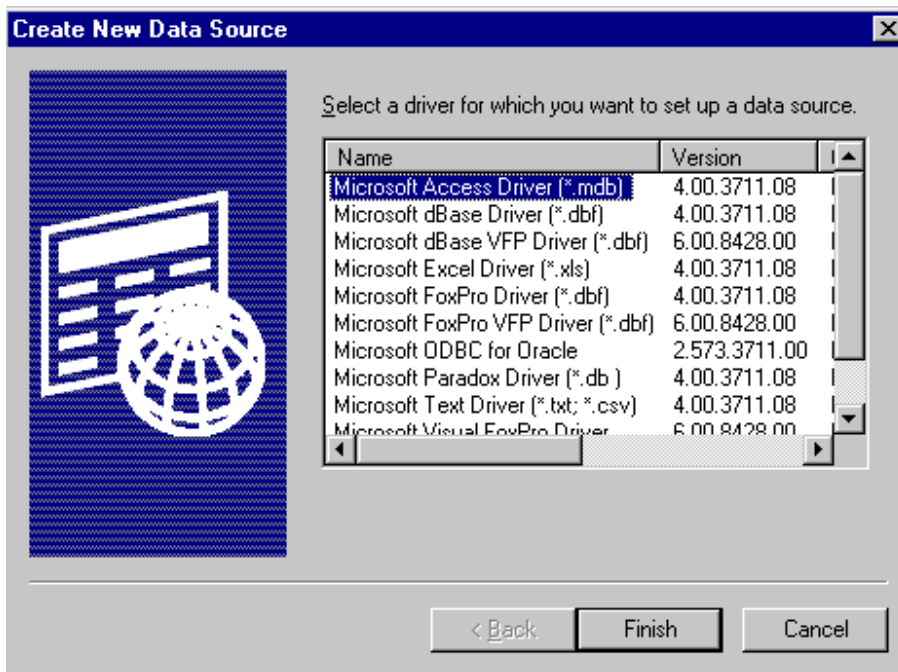 Create New Data Source
Select a driver for which you want to set up a data source.
Name Version
Microsoft Access Driver (*.mdb) 4.00.3711.08
Microsoft dBase Driver (*.dbf) 4.00.3711.08
Microsoft dBase VFP Driver (*.dbf) 6.00.8428.00
Microsoft Excel Driver (*.xls) 4.00.3711.08
Microsoft FoxPro Driver (*.dbf) 4.00.3711.08
Microsoft FoxPro VFP Driver (*.dbf) 6.00.8428.00
Microsoft ODBC for Oracle 2.573.3711.00
Microsoft Paradox Driver (*.db ) 4.00.3711.08
Microsoft Text Driver (*.txt; *.csv) 4.00.3711.08
Microsoft Visual FoxPro Driver 6.00.8428.00
< Back Finish Cancel